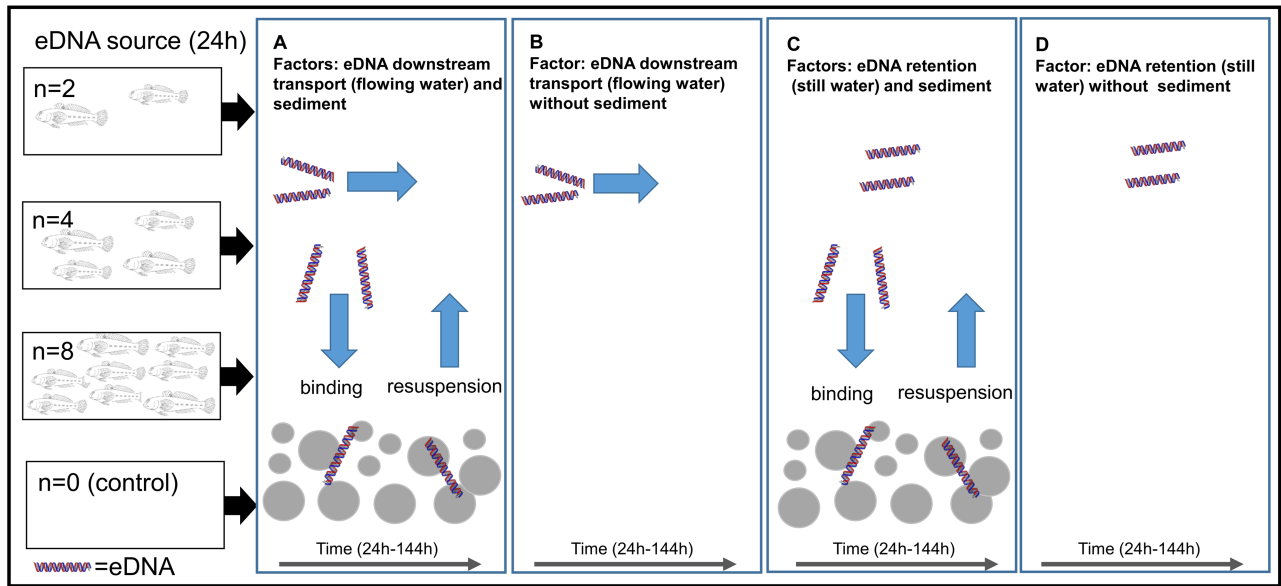 eDNA source (24h)
n=2
n=4
n=8
n=0 (control)
=eDNA
A
Factors: eDNA downstream
transport (flowing water) and
sediment
binding
resuspension
Time (24h-144h)
B
Factor: eDNA downstream
transport (flowing water)
without sediment
Time (24h-144h)
C
Factors: eDNA retention
(still water) and sediment
binding
resuspension
Time (24h-144h)
D
Factor: eDNA retention (still
water) without sediment
Time (24h-144h)